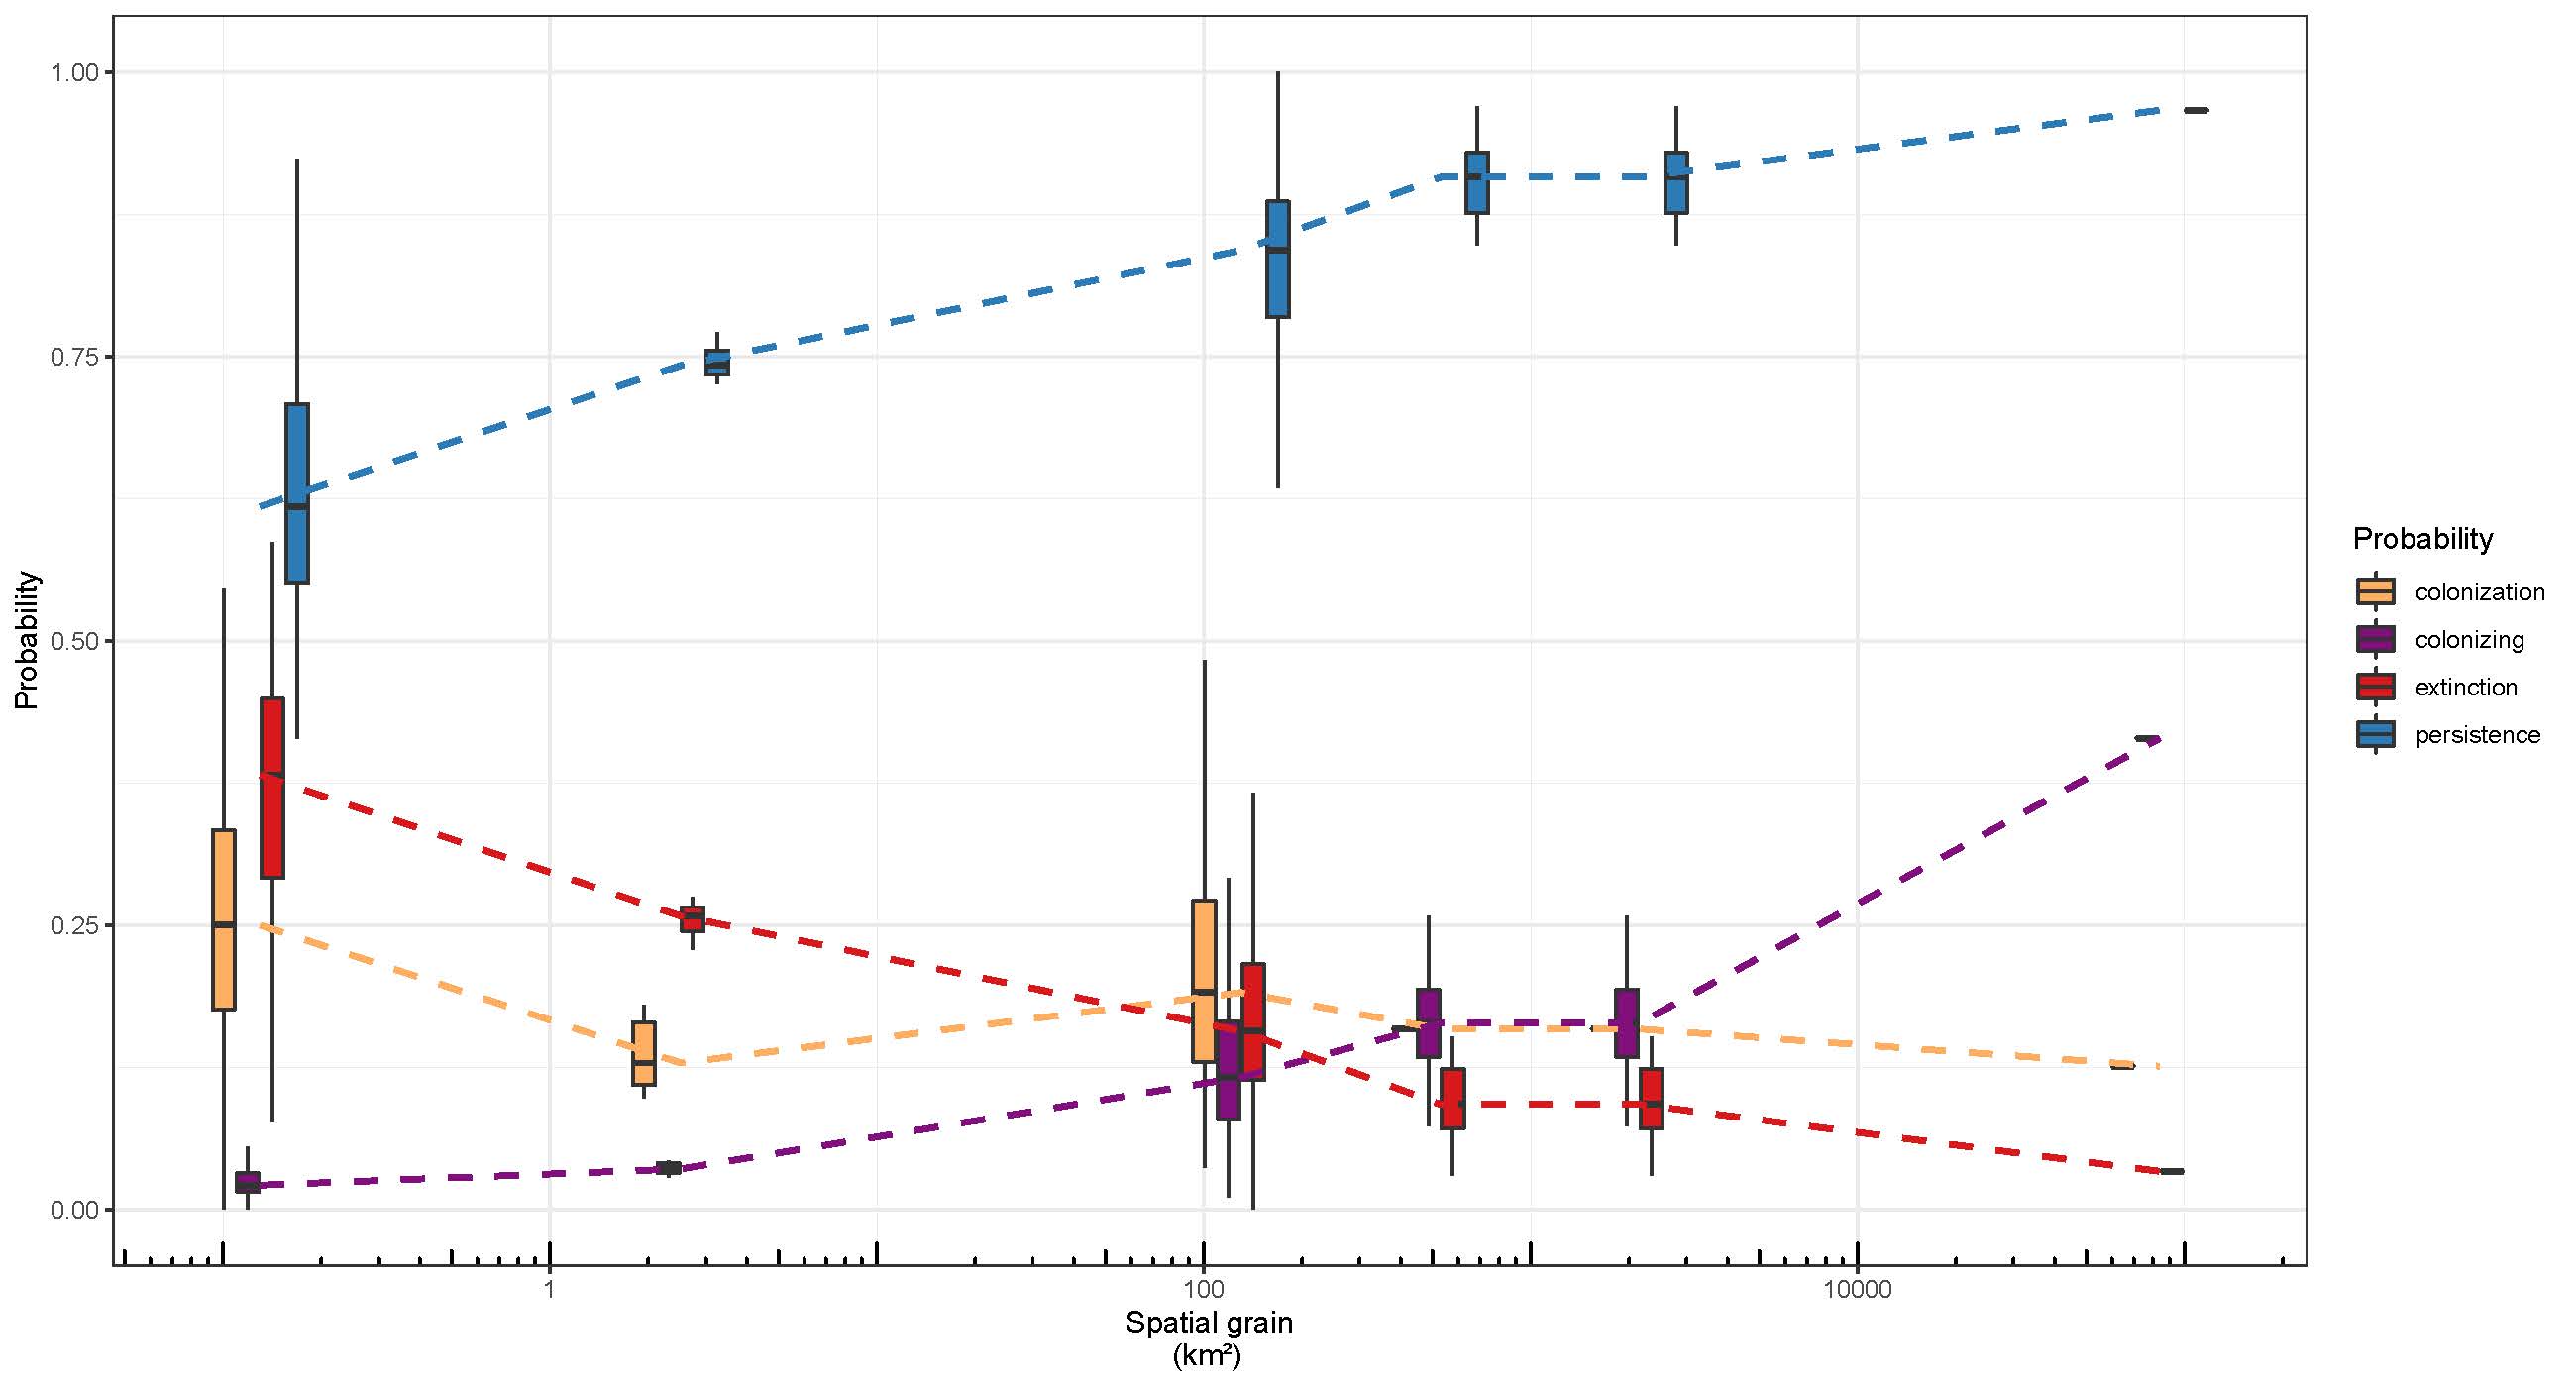 1.00
0.75
0.50
0.25
0.00
Probability
1
100
10000
Spatial grain
(km²)
Probability
colonization
colonizing
extinction
persistence